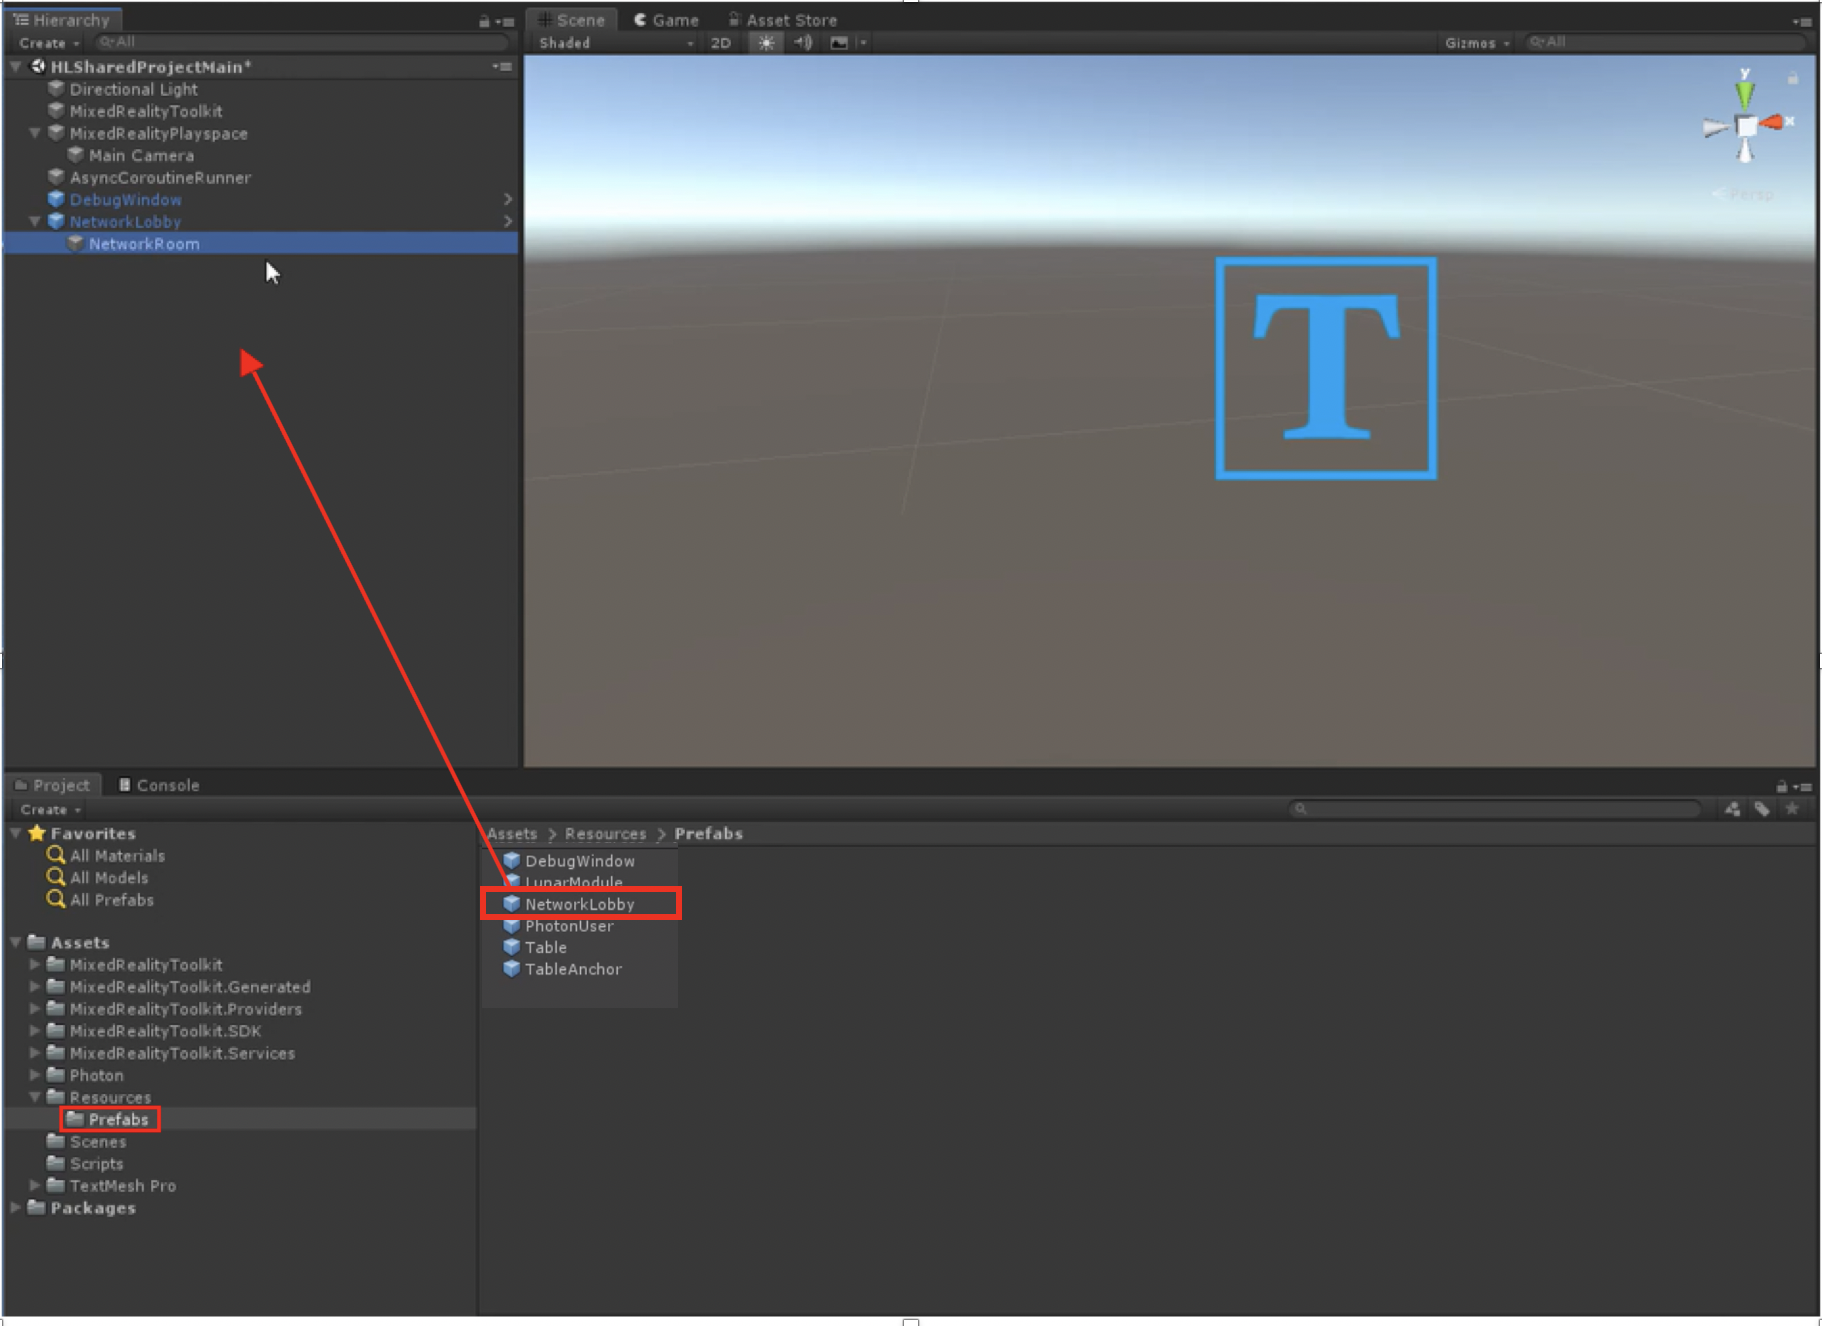 Hierarchy
Create All
HLSharedProjectMain*
Directional Light
MixedRealityToolkit
MixedRealityPlayspace
Main Camera
AsyncCoroutineRunner
DebugWindow
NetworkLobby
NetworkRoom
Scene Game Asset Store
Shaded 2D Gizmos All
y
x
Persp
T
Project Console
Create
Favorites
All Materials
All Models
All Prefabs
Assets
MixedRealityToolkit
MixedRealityToolkit.Generated
MixedRealityToolkit.Providers
MixedRealityToolkit.SDK
MixedRealityToolkit.Services
Photon
Resources
Prefabs
Scenes
Scripts
TextMesh Pro
Packages
Assets > Resources > Prefabs
DebugWindow
LunarModule
NetworkLobby
PhotonUser
Table
TableAnchor